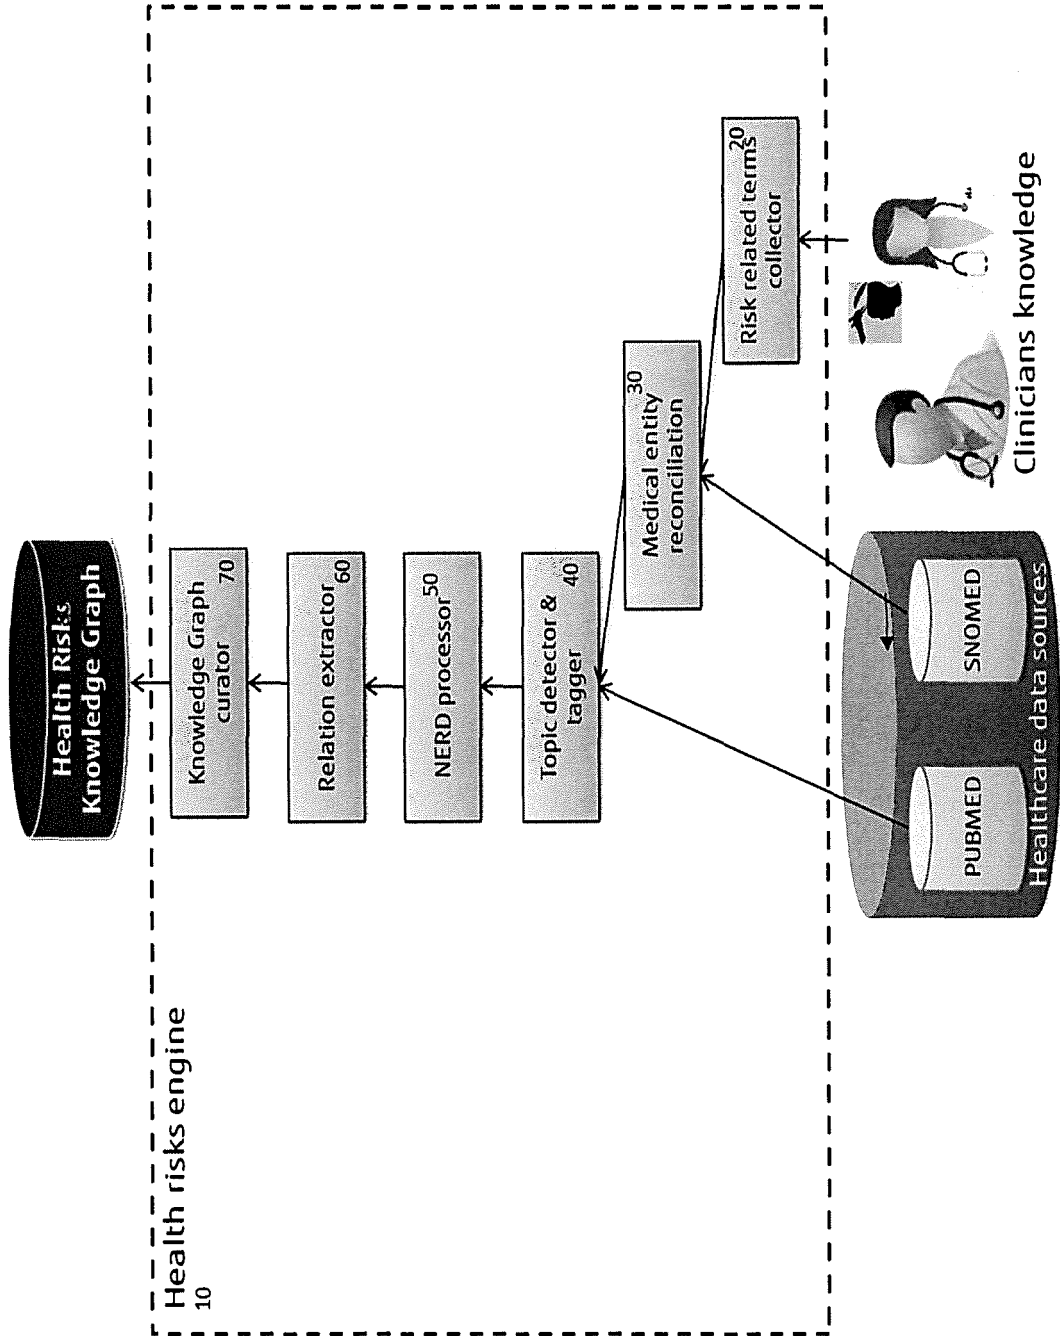 Health Risks
Knowledge Graph
Health risks engine
10
Knowledge Graph
curator
70
Relation extractor
60
NERD processor
50
Topic detector &
tagger
40
Medical entity
reconciliation
30
Risk related terms
collector
20
PUBMED
SNOMED
Healthcare data sources
Clinicians knowledge